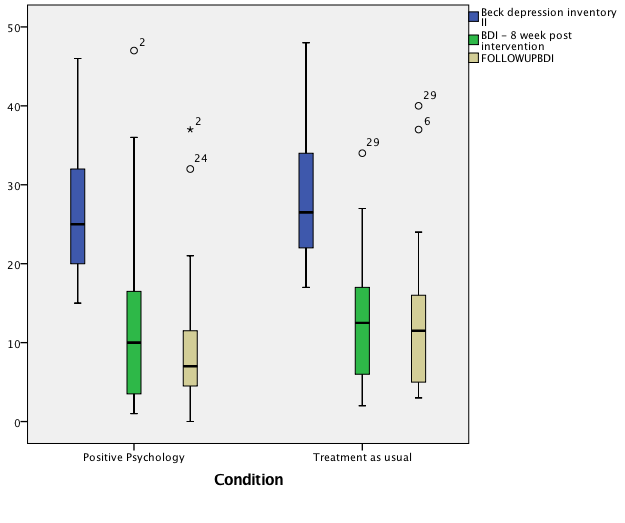 Beck depression inventory
II
BDI - 8 week post
intervention
FOLLOWUPBDI
50
40
30
20
10
0
2
2
24
29
29
6
Positive Psychology
Treatment as usual
Condition